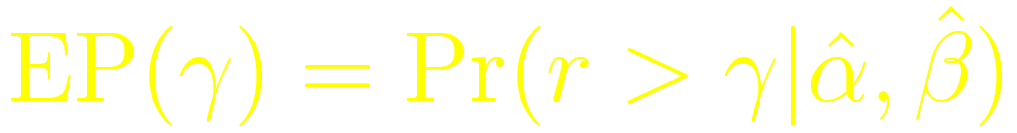 EP(γ) = Pr(r > γ|α̂, β̂)